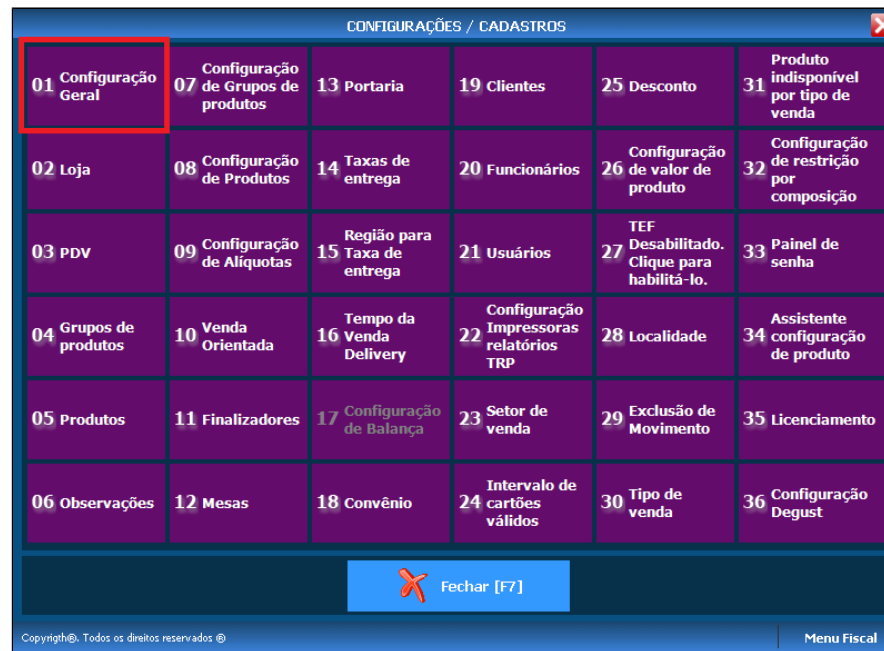 CONFIGURAÇÕES / CADASTROS
01 Configuração
Geral
07 Configuração
de Grupos de
produtos
13 Portaria
19 Clientes
25 Desconto
31 Produto
indisponível
por tipo de
venda
02 Loja
08 Configuração
de Produtos
14 Taxas de
entrega
20 Funcionários
26 Configuração
de valor de
produto
32 Configuração
de restrição
por
composição
03 PDV
09 Configuração
de Alíquotas
15 Região para
Taxa de
entrega
21 Usuários
27 TEF
Desabilitado.
Clique para
habilitá-lo.
33 Painel de
senha
04 Grupos de
produtos
10 Venda
Orientada
16 Tempo da
Venda
Delivery
22 Configuração
Impressoras
relatórios
TRP
28 Localidade
34 Assistente
configuração
de produto
05 Produtos
11 Finalizadores
17 Configuração
de Balança
23 Setor de
venda
29 Exclusão de
Movimento
35 Licenciamento
06 Observações
12 Mesas
18 Convênio
24 Intervalo de
cartões
válidos
30 Tipo de
venda
36 Configuração
Degust
Fechar [F7]
Copyrigth®. Todos os direitos reservados ®
Menu Fiscal